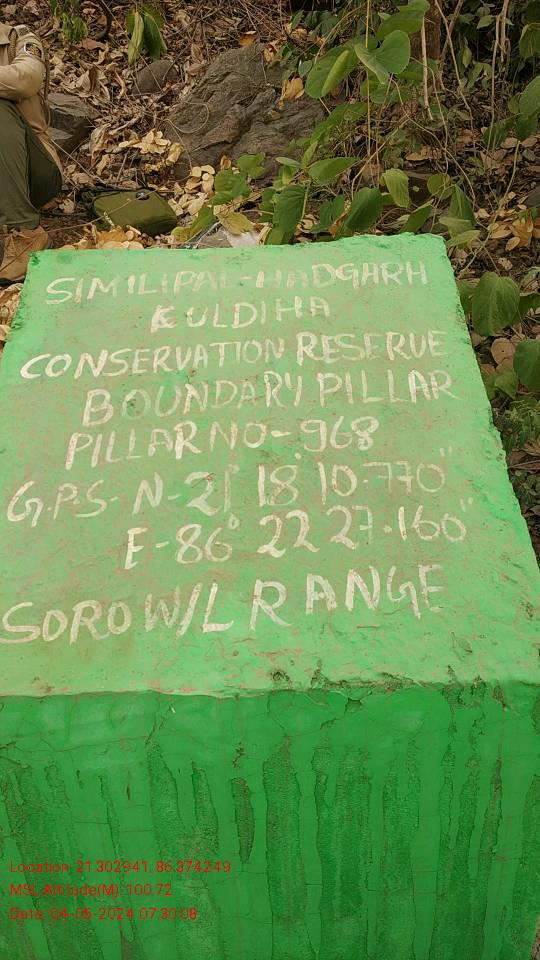 SIMILIPAL-HADGARH
KULDIHA
CONSERVATION RESERVE
BOUNDARY PILLAR
PILLAR NO-968
G.P.S- N-21° 18' 10.770"
E-86° 22' 27.160"
SORO W/L RANGE
Location: 21.302941, 86.374249
MSL Altitude(M): 100.72
Date: 04-05-2024 07:30:08